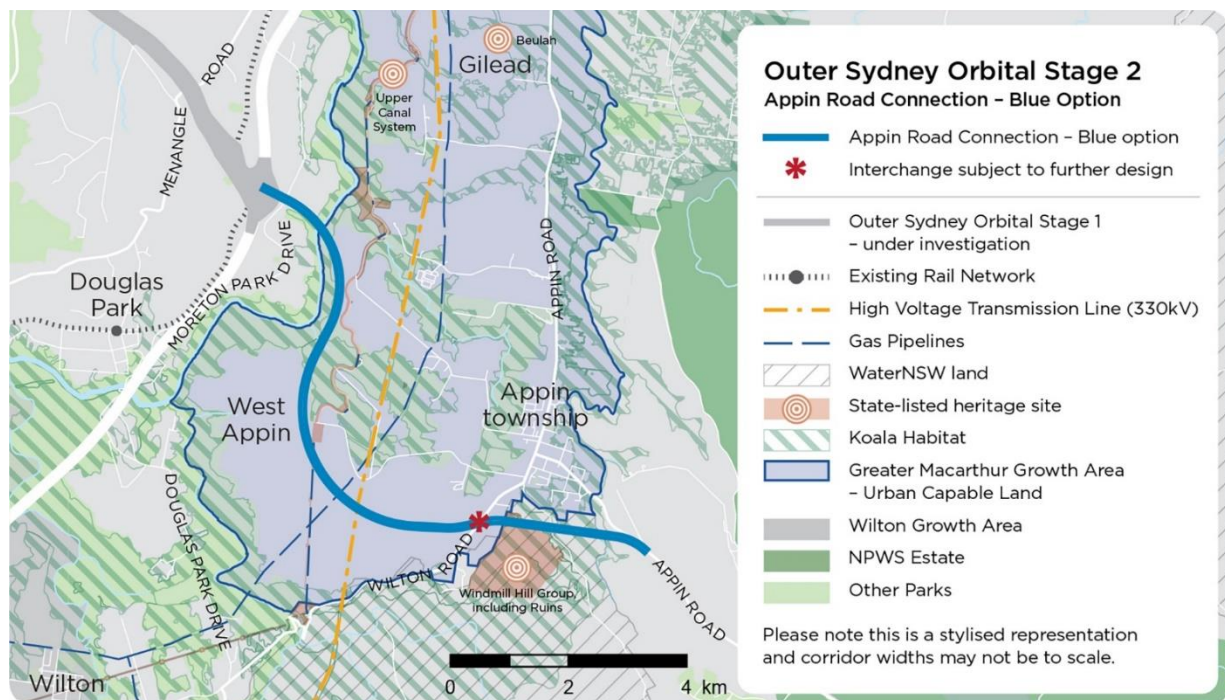 ROAD
MENANGLE
Beulah
Gilead
Upper
Canal
System
MORETON PARK DRIVE
APPIN ROAD
Douglas
Park
West
Appin
Appin
township
DOUGLAS PARK DRIVE
WILTON ROAD
Windmill Hill Group,
including Ruins
APPIN ROAD
Wilton
0 2 4 km
Outer Sydney Orbital Stage 2
Appin Road Connection – Blue Option
Appin Road Connection – Blue option
Interchange subject to further design
Outer Sydney Orbital Stage 1
– under investigation
Existing Rail Network
High Voltage Transmission Line (330kV)
Gas Pipelines
WaterNSW land
State-listed heritage site
Koala Habitat
Greater Macarthur Growth Area
– Urban Capable Land
Wilton Growth Area
NPWS Estate
Other Parks
Please note this is a stylised representation
and corridor widths may not be to scale.